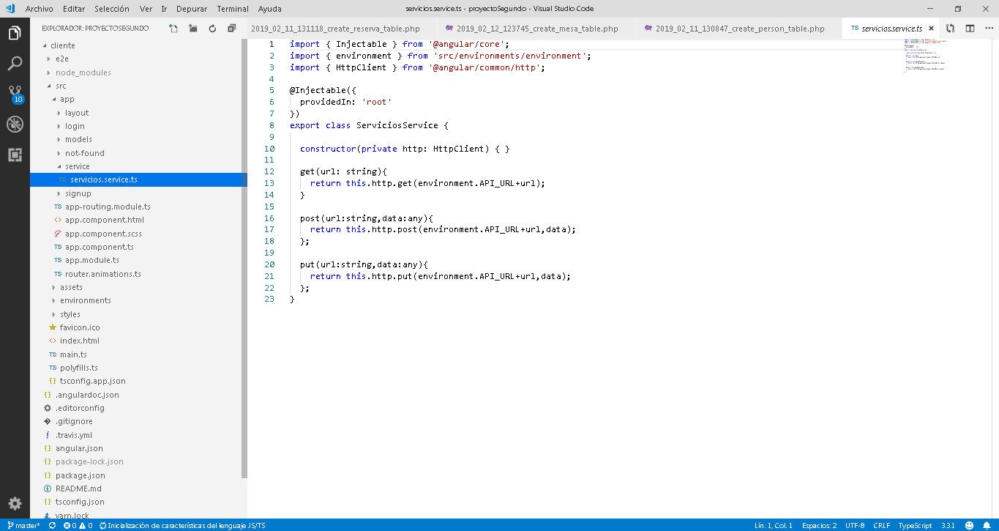 Archivo Editar Selección Ver Ir Depurar Terminal Ayuda servicios.service.ts - proyectoSegundo - Visual Studio Code
EXPLORADOR: PROYECTOSEGUNDO
2019_02_11_131118_create_reserva_table.php 2019_02_12_123745_create_mesa_table.php 2019_02_11_130847_create_person_table.php TS servicios.service.ts
cliente
e2e
node_modules
src
app
layout
login
models
not-found
service
TS servicios.service.ts
signup
TS app-routing.module.ts
app.component.html
app.component.scss
TS app.component.ts
TS app.module.ts
TS router.animations.ts
assets
environments
styles
favicon.ico
index.html
TS main.ts
TS polyfills.ts
{} tsconfig.app.json
{} .angulardoc.json
.editorconfig
.gitignore
! .travis.yml
{} angular.json
{} package-lock.json
{} package.json
README.md
{} tsconfig.json
yarn.lock
10
1 import { Injectable } from '@angular/core';
2 import { environment } from 'src/environments/environment';
3 import { HttpClient } from '@angular/common/http';
4
5 @Injectable({
6 providedIn: 'root'
7 })
8 export class ServiciosService {
9
10 constructor(private http: HttpClient) { }
11
12 get(url: string){
13 return this.http.get(environment.API_URL+url);
14 }
15
16 post(url:string,data:any){
17 return this.http.post(environment.API_URL+url,data);
18 };
19
20 put(url:string,data:any){
21 return this.http.put(environment.API_URL+url,data);
22 };
23 }
master* 0 0 Inicialización de características del lenguaje JS/TS Lín. 1, Col. 1 Espacios: 2 UTF-8 CRLF TypeScript 3.3.1